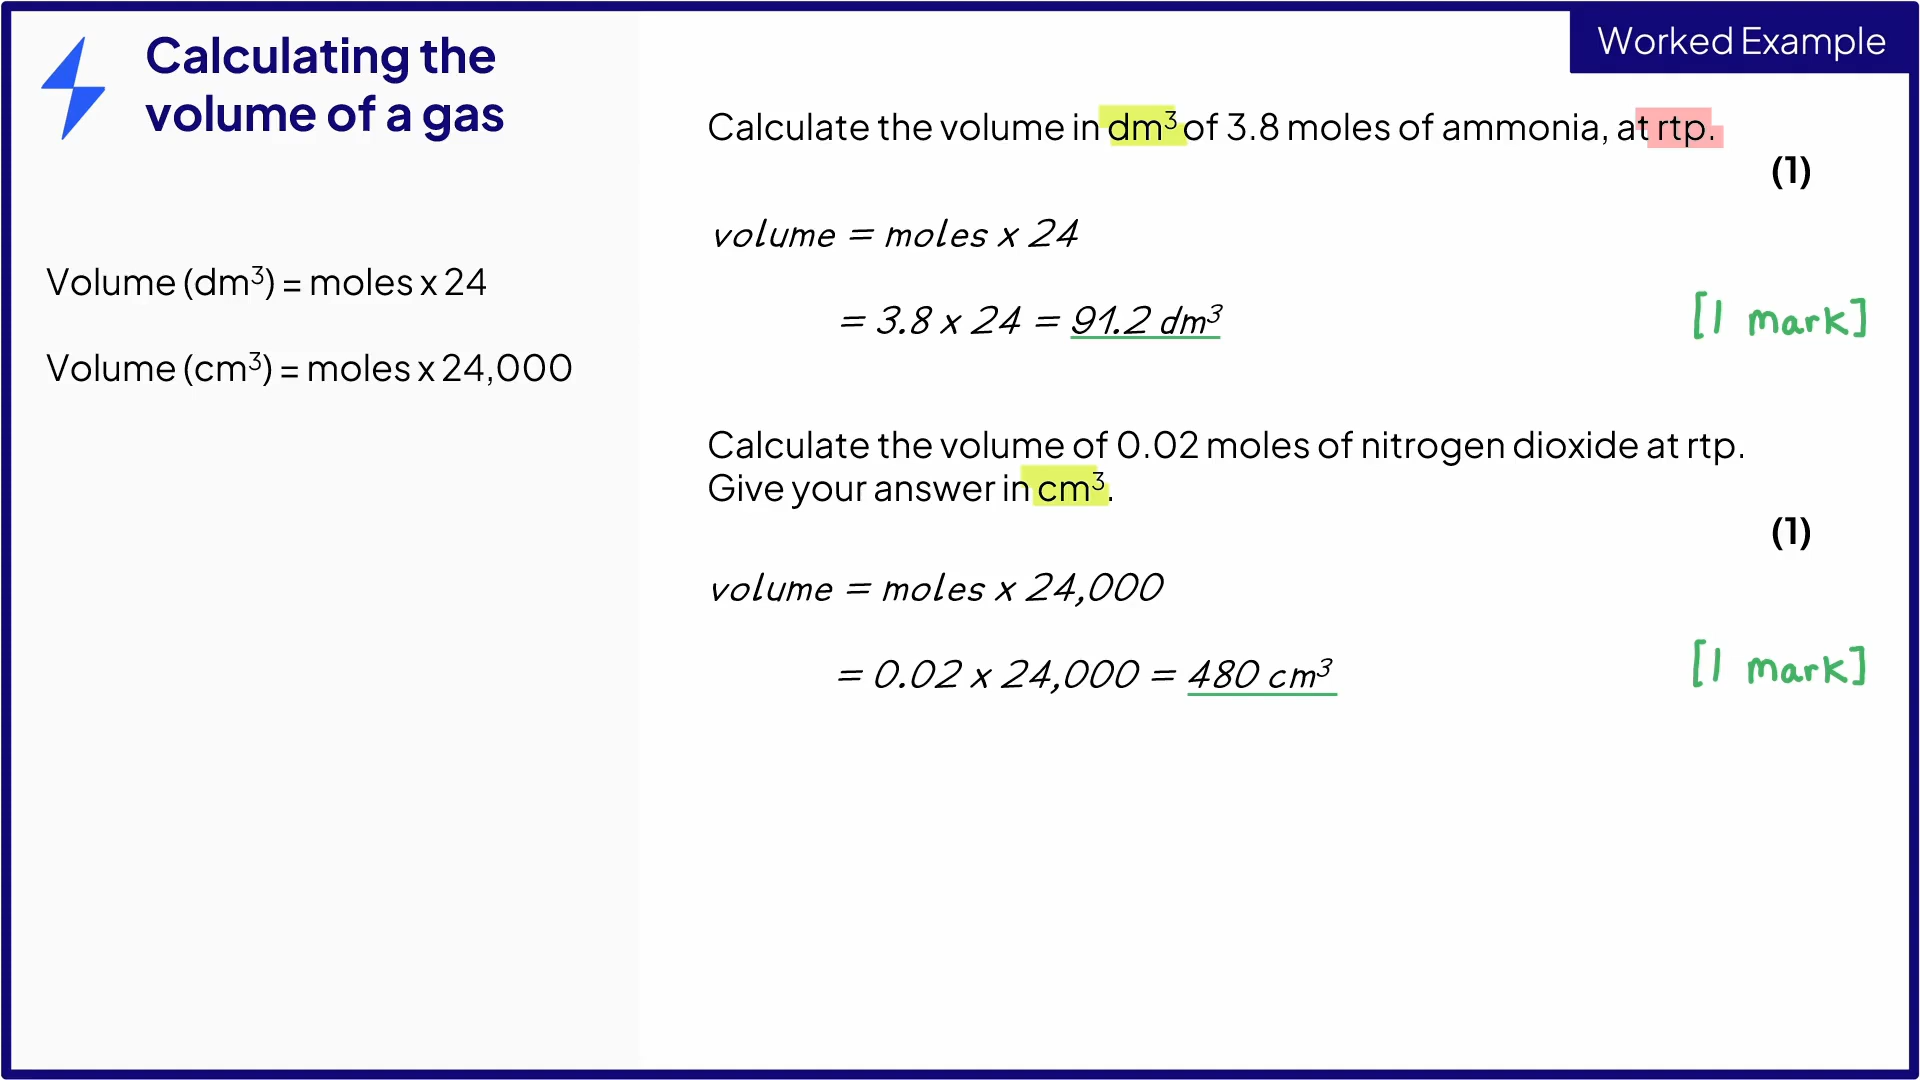 Calculating the
volume of a gas
Worked Example
Volume (dm³) = moles x 24
Volume (cm³) = moles x 24,000
Calculate the volume in dm³ of 3.8 moles of ammonia, at rtp.
(1)
volume = moles x 24
= 3.8 x 24 = 91.2 dm³
[1 mark]
Calculate the volume of 0.02 moles of nitrogen dioxide at rtp.
Give your answer in cm³.
(1)
volume = moles x 24,000
= 0.02 x 24,000 = 480 cm³
[1 mark]